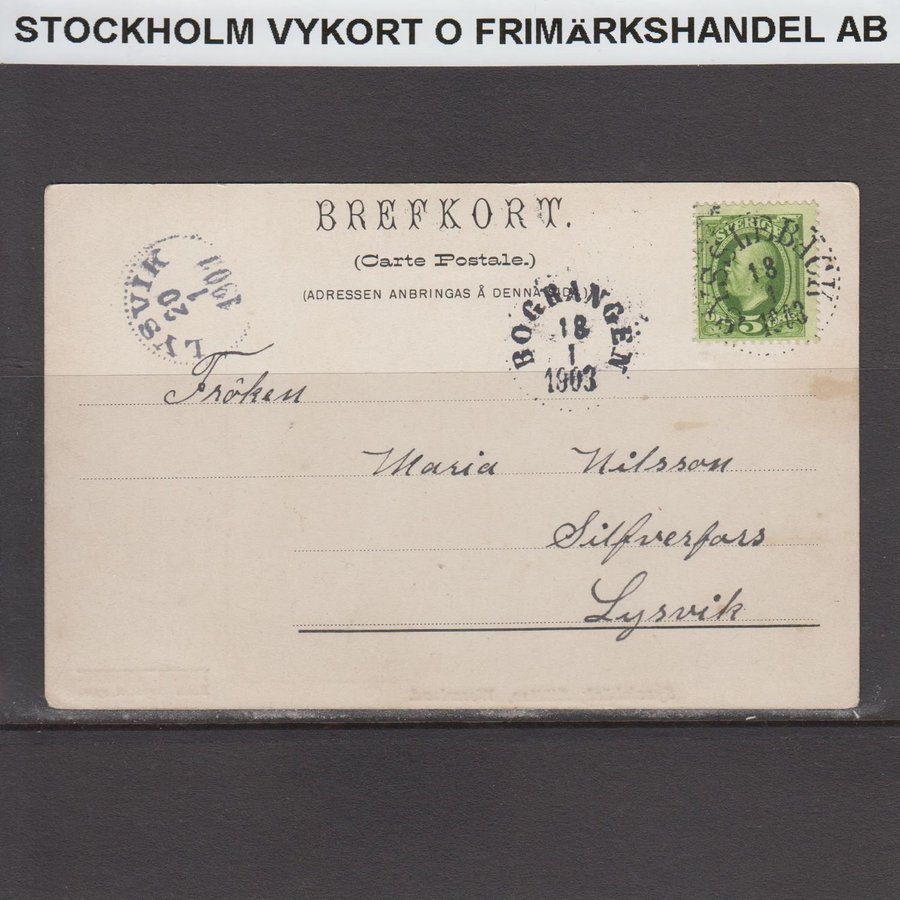 STOCKHOLM VYKORT O FRIMÄRKSHANDEL AB
BREFKORT.
(Carte Postale.)
(ADRESSEN ANBRINGAS Å DENNA SIDA.)
LYSVIK
20
1
1903
BOGRANGEN
18
1
1903
SVERIGE
5
18
Fröken
Maria Nilsson
Silfverfors
Lysvik